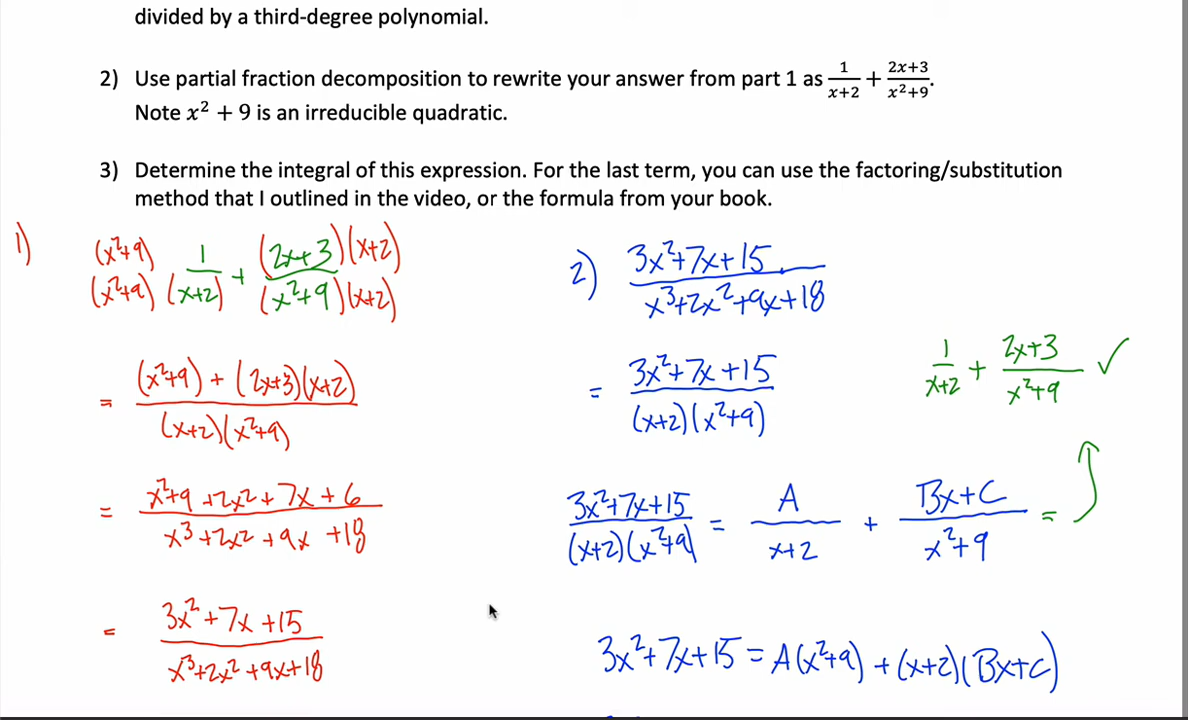 divided by a third-degree polynomial.
2) Use partial fraction decomposition to rewrite your answer from part 1 as 1/(x+2) + (2x+3)/(x²+9).
Note x² + 9 is an irreducible quadratic.
3) Determine the integral of this expression. For the last term, you can use the factoring/substitution
method that I outlined in the video, or the formula from your book.
1) (x²+9)/(x²+9) 1/(x+2) + (2x+3)(x+2)/(x²+9)(x+2)
= ((x²+9) + (2x+3)(x+2))/((x+2)(x²+9))
= (x²+9 +2x²+7x+6)/(x³+2x²+9x+18)
= (3x²+7x+15)/(x³+2x²+9x+18)
2) (3x²+7x+15)/(x³+2x²+9x+18)
= (3x²+7x+15)/((x+2)(x²+9))
1/(x+2) + (2x+3)/(x²+9) ✓
(3x²+7x+15)/((x+2)(x²+9)) = A/(x+2) + (Bx+C)/(x²+9) =
3x²+7x+15 = A(x²+9) + (x+2)(Bx+C)